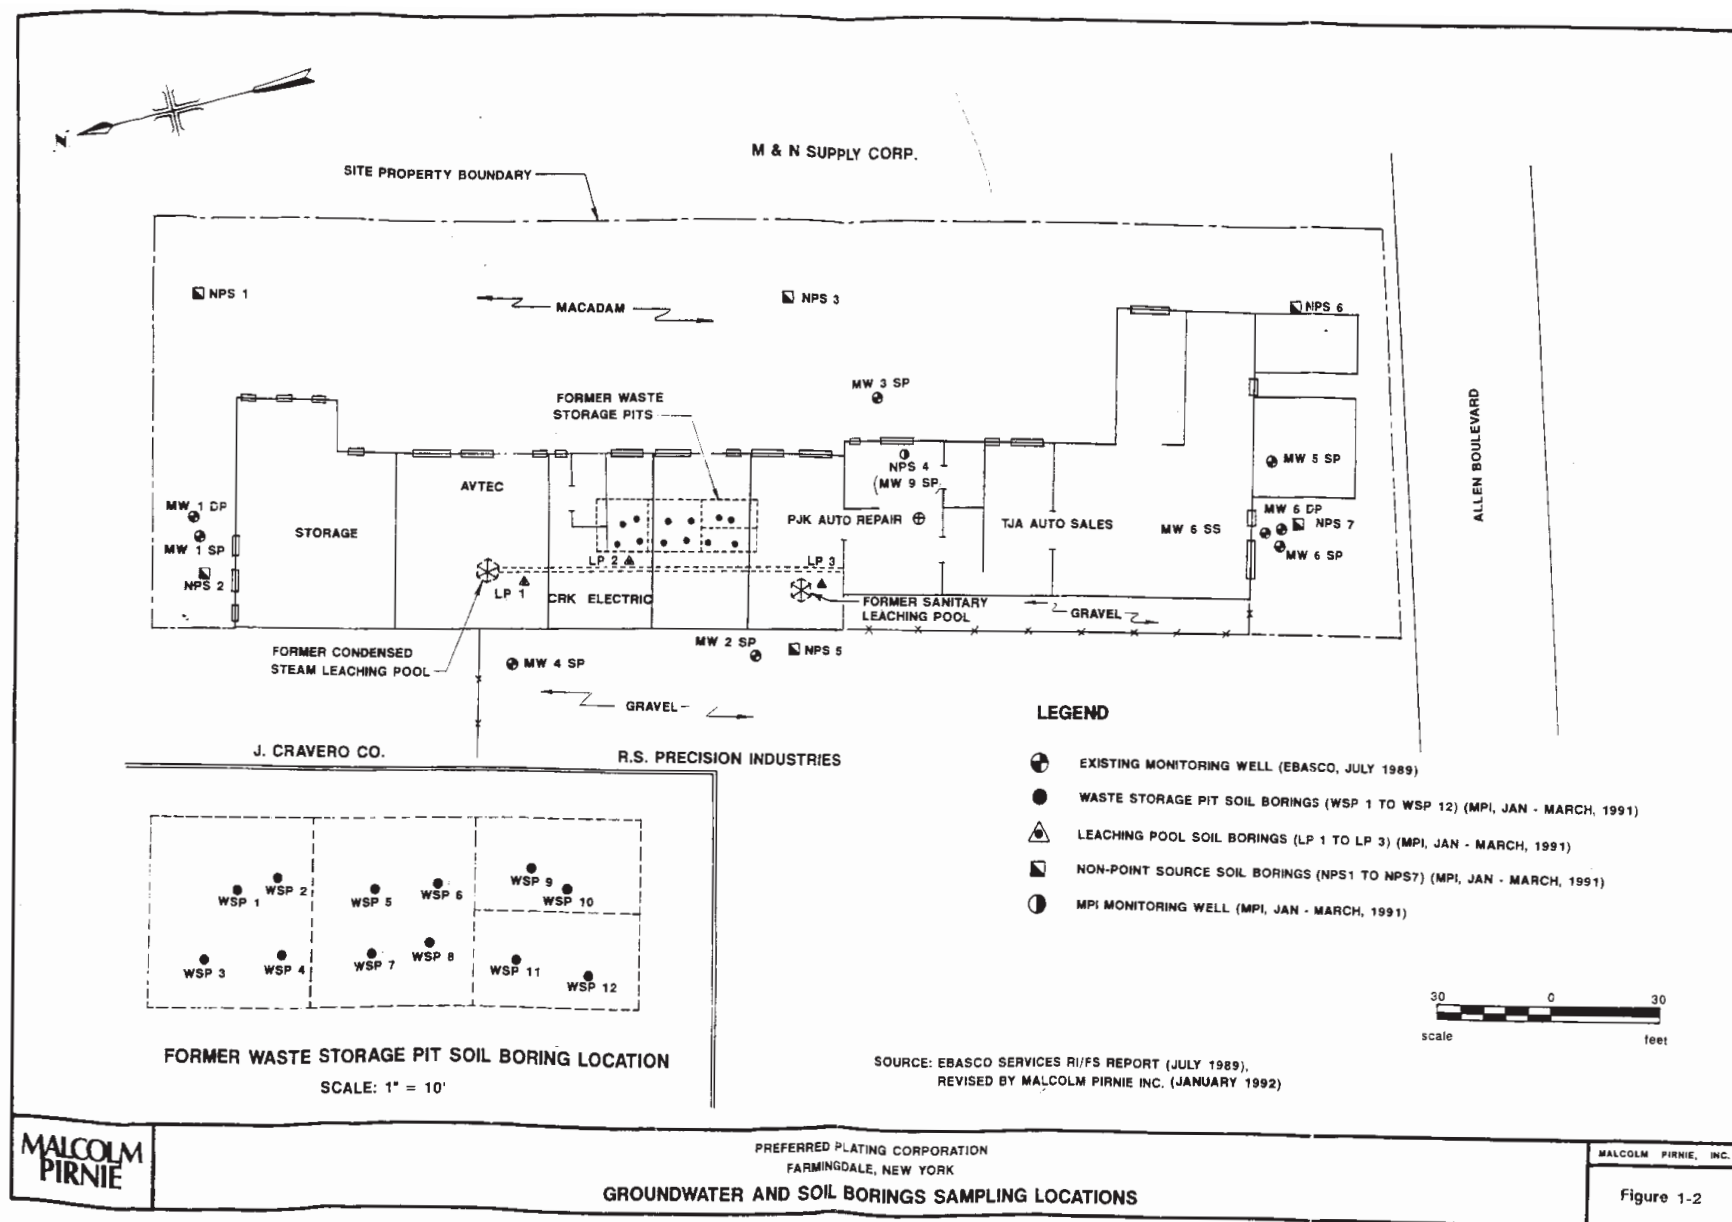 N
M & N SUPPLY CORP.
SITE PROPERTY BOUNDARY
NPS 1
MACADAM
NPS 3
NPS 6
MW 3 SP
FORMER WASTE
STORAGE PITS
ALLEN BOULEVARD
NPS 4
(MW 9 SP)
MW 5 SP
AVTEC
MW 1 DP
MW 6 DP
STORAGE
PJK AUTO REPAIR
TJA AUTO SALES
MW 6 SS
NPS 7
MW 1 SP
MW 6 SP
LP 2
LP 3
NPS 2
LP 1
CRK ELECTRIC
FORMER SANITARY
LEACHING POOL
GRAVEL
FORMER CONDENSED
STEAM LEACHING POOL
MW 2 SP
NPS 5
MW 4 SP
GRAVEL
J. CRAVERO CO.
R.S. PRECISION INDUSTRIES
LEGEND
EXISTING MONITORING WELL (EBASCO, JULY 1989)
WASTE STORAGE PIT SOIL BORINGS (WSP 1 TO WSP 12) (MPI, JAN - MARCH, 1991)
LEACHING POOL SOIL BORINGS (LP 1 TO LP 3) (MPI, JAN - MARCH, 1991)
NON-POINT SOURCE SOIL BORINGS (NPS1 TO NPS7) (MPI, JAN - MARCH, 1991)
MPI MONITORING WELL (MPI, JAN - MARCH, 1991)
WSP 1
WSP 2
WSP 5
WSP 6
WSP 9
WSP 10
WSP 3
WSP 4
WSP 7
WSP 8
WSP 11
WSP 12
FORMER WASTE STORAGE PIT SOIL BORING LOCATION
SCALE: 1" = 10'
30 0 30
scale feet
SOURCE: EBASCO SERVICES RI/FS REPORT (JULY 1989),
REVISED BY MALCOLM PIRNIE INC. (JANUARY 1992)
MALCOLM
PIRNIE
PREFERRED PLATING CORPORATION
FARMINGDALE, NEW YORK
GROUNDWATER AND SOIL BORINGS SAMPLING LOCATIONS
MALCOLM PIRNIE, INC.
Figure 1-2